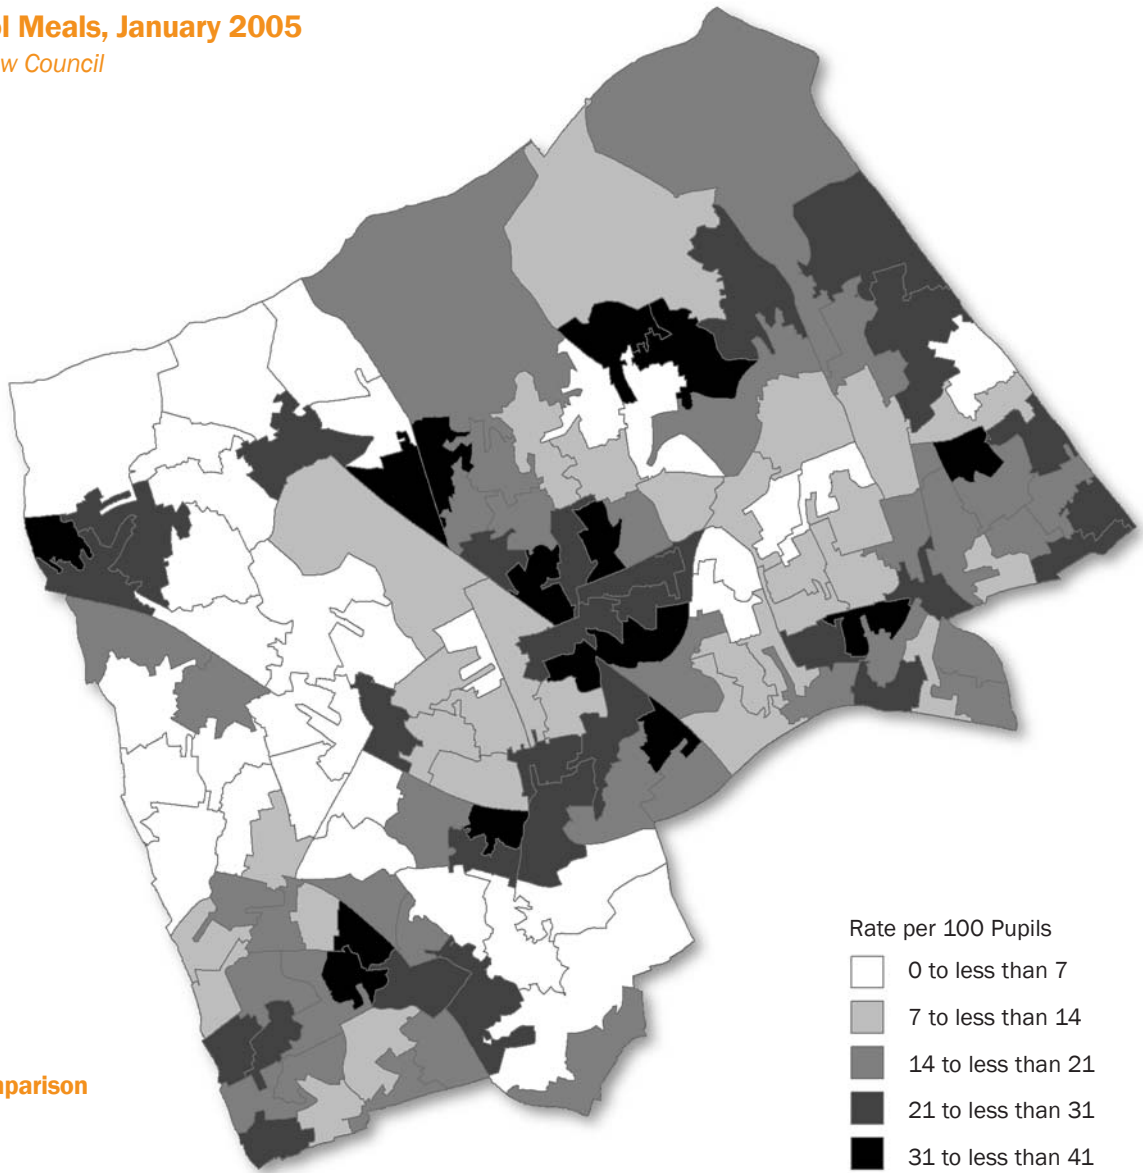 l Meals, January 2005
w Council
Rate per 100 Pupils
0 to less than 7
7 to less than 14
14 to less than 21
21 to less than 31
31 to less than 41
parison